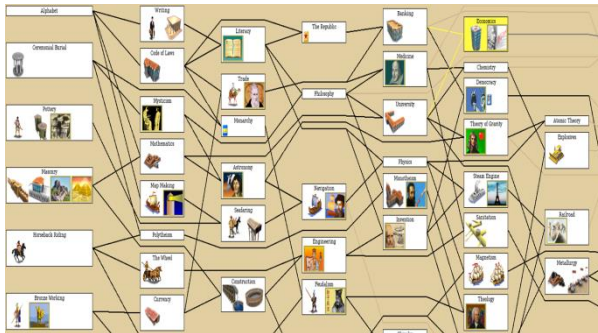 Alphabet
Ceremonial Burial
Pottery
Masonry
Horseback Riding
Bronze Working
Writing
Code of Laws
Mysticism
Mathematics
Map Making
Polytheism
The Wheel
Currency
Literacy
Trade
Monarchy
Astronomy
Seafaring
Construction
The Republic
Philosophy
Navigation
Engineering
Feudalism
Banking
Medicine
University
Physics
Monotheism
Invention
Economics
Chemistry
Democracy
Theory of Gravity
Steam Engine
Sanitation
Magnetism
Theology
Atomic Theory
Explosives
Railroad
Metallurgy